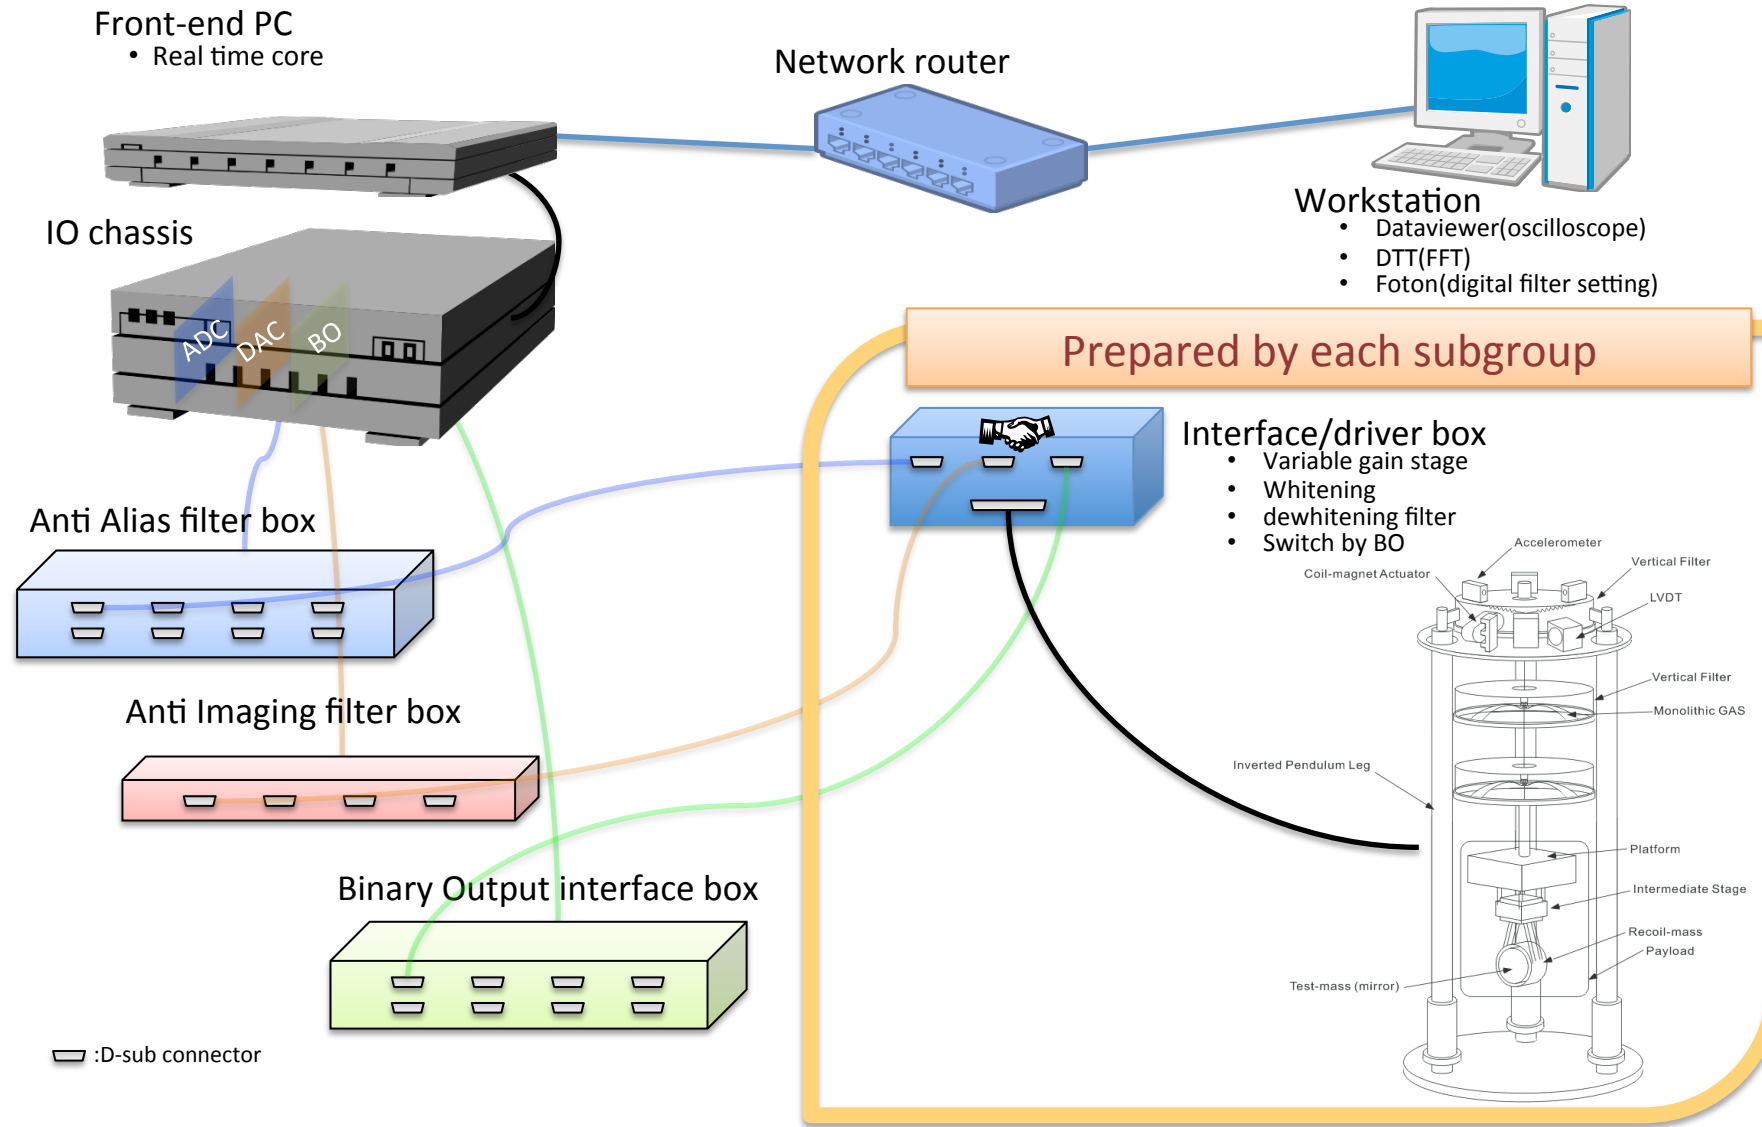 Front-end PC
• Real time core
Network router
IO chassis
Workstation
• Dataviewer(oscilloscope)
• DTT(FFT)
• Foton(digital filter setting)
ADC
DAC
BO
Prepared by each subgroup
Interface/driver box
• Variable gain stage
• Whitening
• dewhitening filter
• Switch by BO
Anti Alias filter box
Anti Imaging filter box
Binary Output interface box
:D-sub connector
Accelerometer
Coil-magnet Actuator
Vertical Filter
LVDT
Vertical Filter
Monolithic GAS
Inverted Pendulum Leg
Platform
Intermediate Stage
Recoil-mass
Payload
Test-mass (mirror)